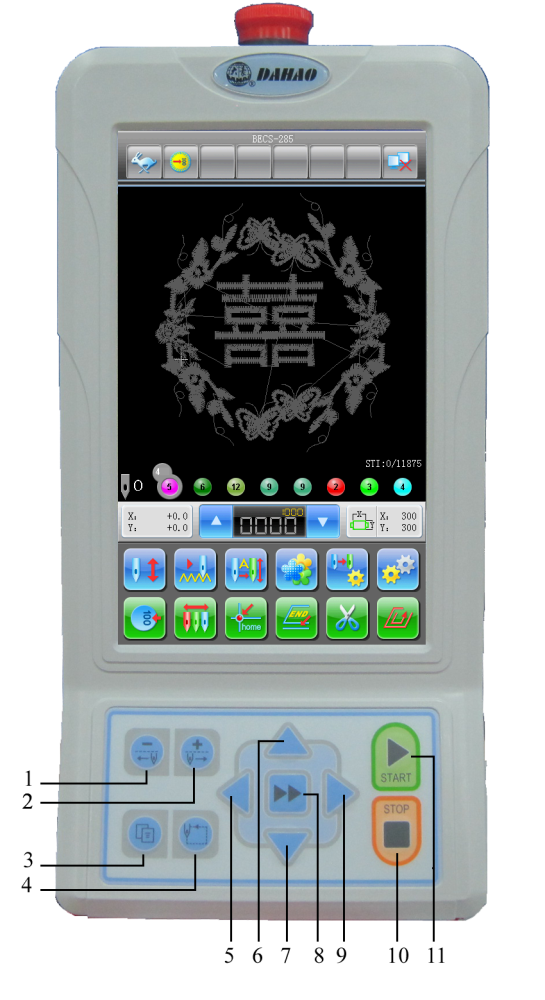 DAHAO
BECS-285
囍
STI:0/11875
0
4
5 6 12 9 9 2 3 4
X: +0.0
Y: +0.0
1000
0000
X Y
X: 300
Y: 300
A
100
home
END
START
STOP
1
2
3
4
5 6 7 8 9 10 11